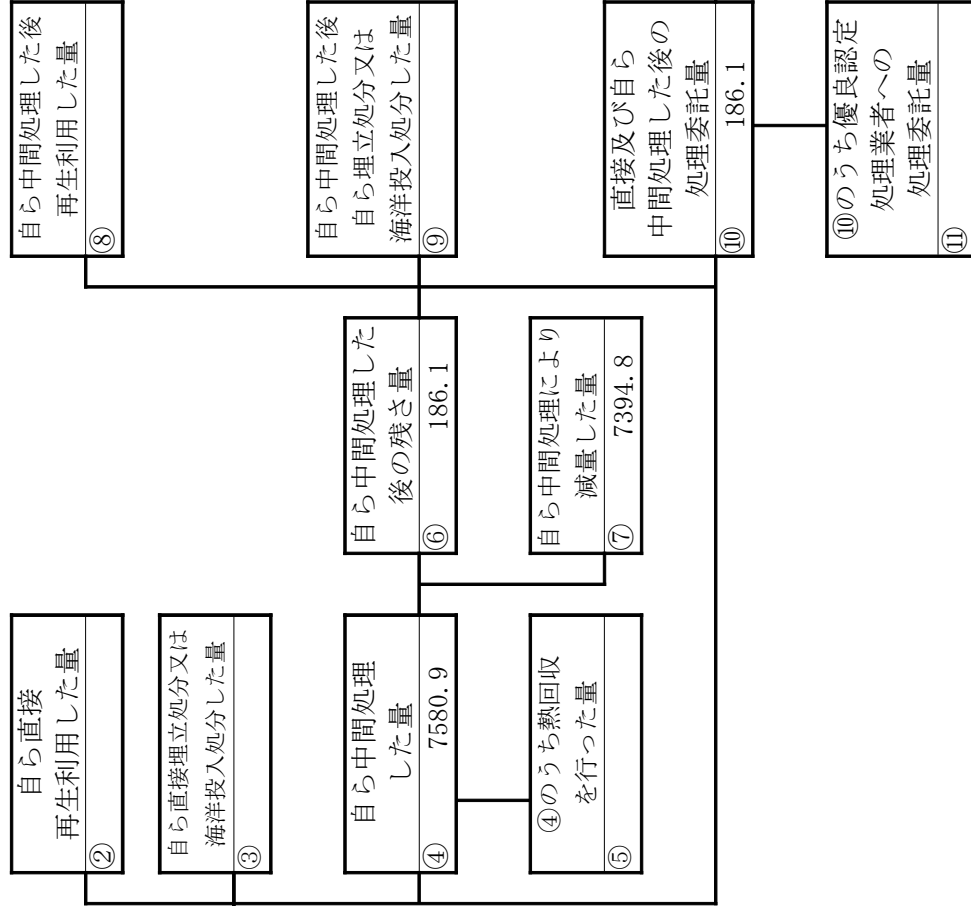 自ら直接
再生利用した量
②
自ら直接埋立処分又は
海洋投入処分した量
③
自ら中間処理
した量
④ 7580.9
④のうち熱回収
を行った量
⑤
自ら中間処理した
後の残さ量
⑥ 186.1
自ら中間処理により
減量した量
⑦ 7394.8
自ら中間処理した後
再生利用した量
⑧
自ら中間処理した後
自ら埋立処分又は
海洋投入処分した量
⑨
直接及び自ら
中間処理した後の
処理委託量
⑩ 186.1
⑩のうち優良認定
処理業者への
処理委託量
⑪